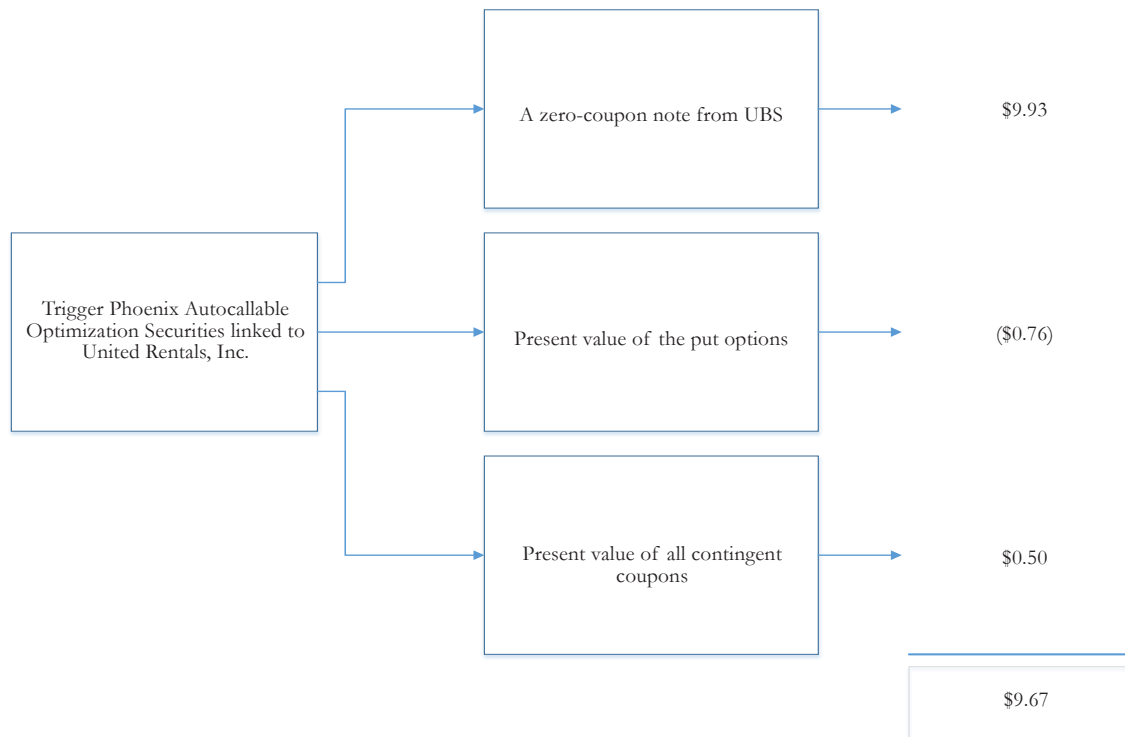 A zero-coupon note from UBS
$9.93
Trigger Phoenix Autocallable
Optimization Securities linked to
United Rentals, Inc.
Present value of the put options
($0.76)
Present value of all contingent
coupons
$0.50
$9.67